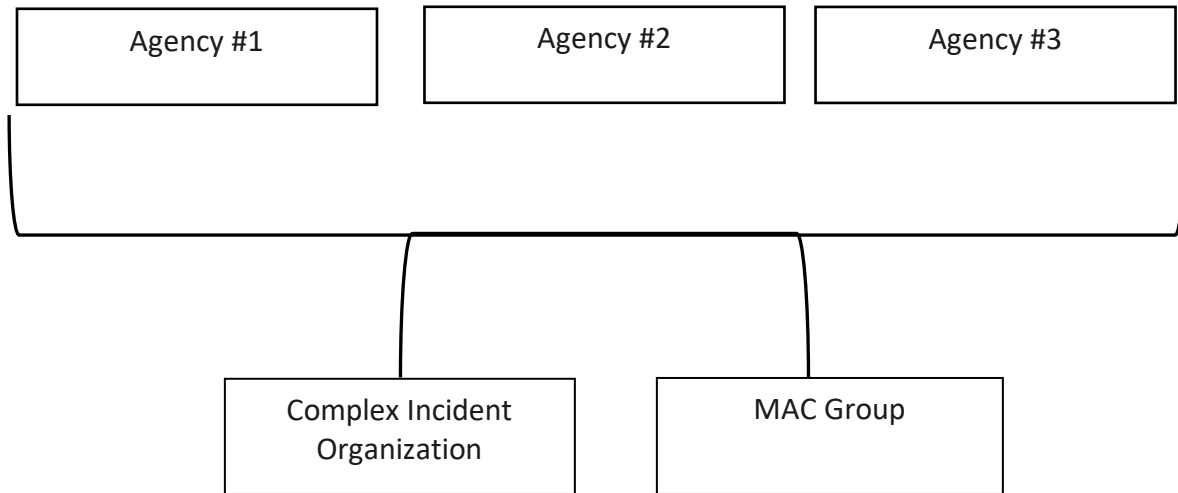 Agency #1
Agency #2
Agency #3
Complex Incident
Organization
MAC Group